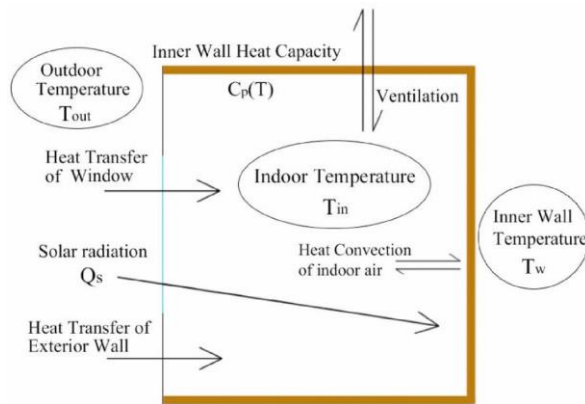 Inner Wall Heat Capacity
Cp(T)
Outdoor
Temperature
Tout
Ventilation
Heat Transfer
of Window
Indoor Temperature
Tin
Inner Wall
Temperature
Tw
Heat Convection
of indoor air
Solar radiation
Qs
Heat Transfer of
Exterior Wall